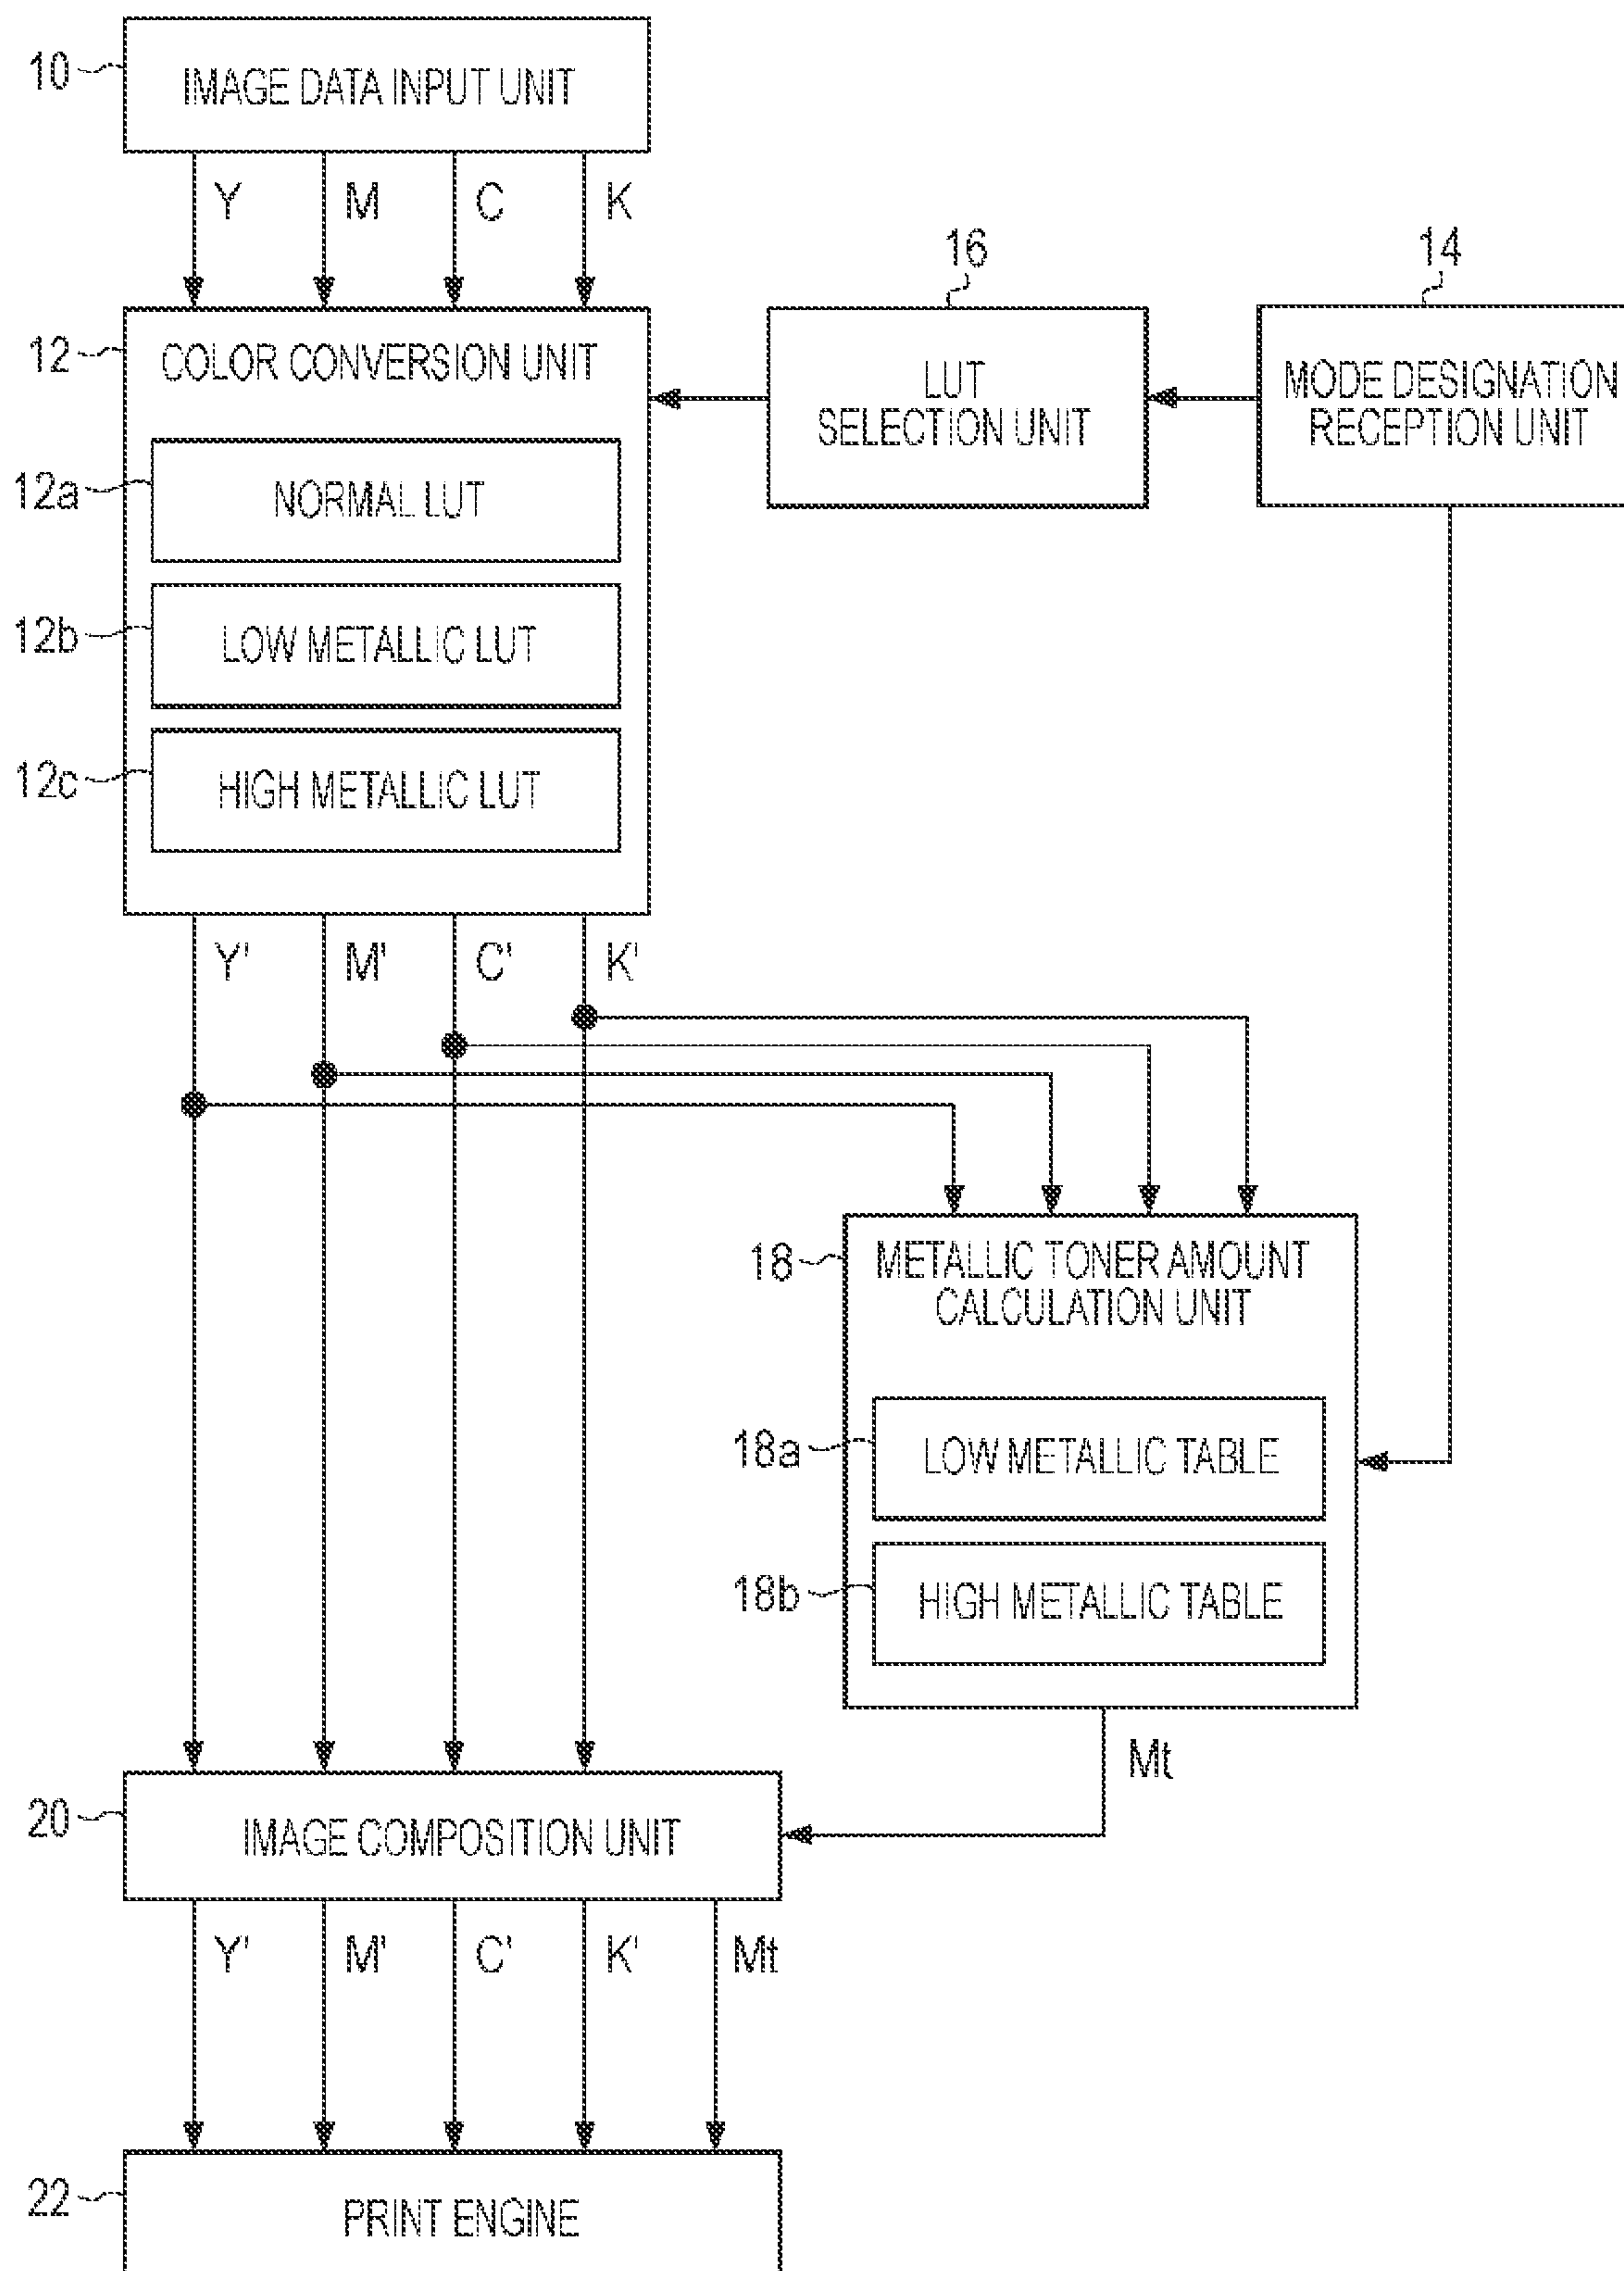 10
IMAGE DATA INPUT UNIT
Y M C K
16
14
12
COLOR CONVERSION UNIT
LUT
SELECTION UNIT
MODE DESIGNATION
RECEPTION UNIT
12a
NORMAL LUT
12b
LOW METALLIC LUT
12c
HIGH METALLIC LUT
Y' M' C' K'
18
METALLIC TONER AMOUNT
CALCULATION UNIT
18a
LOW METALLIC TABLE
18b
HIGH METALLIC TABLE
Mt
20
IMAGE COMPOSITION UNIT
Y' M' C' K' Mt
22
PRINT ENGINE